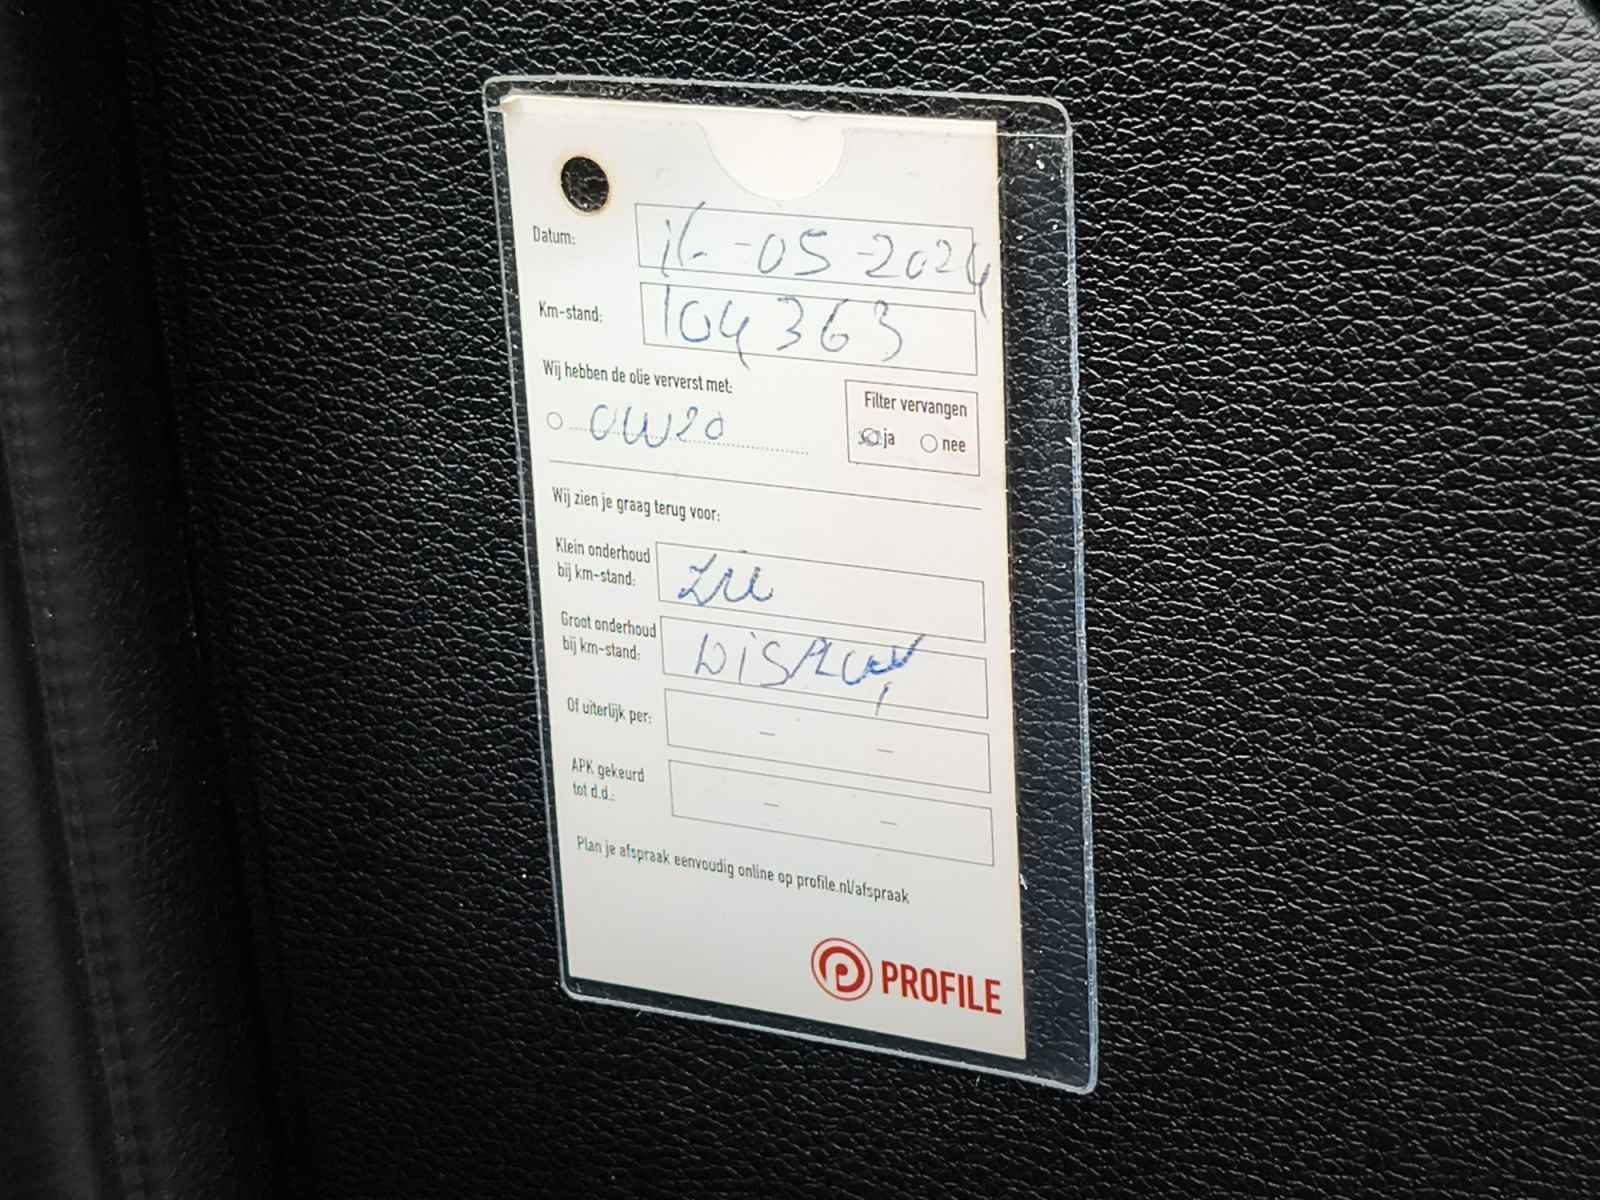 Datum: 16-05-2024
Km-stand: 104363
Wij hebben de olie ververst met:
0W20
Filter vervangen
ja nee
Wij zien je graag terug voor:
Klein onderhoud
bij km-stand: ZIE
Groot onderhoud
bij km-stand: DISPLAY
Of uiterlijk per: - -
APK gekeurd
tot d.d.: - -
Plan je afspraak eenvoudig online op profile.nl/afspraak
PROFILE